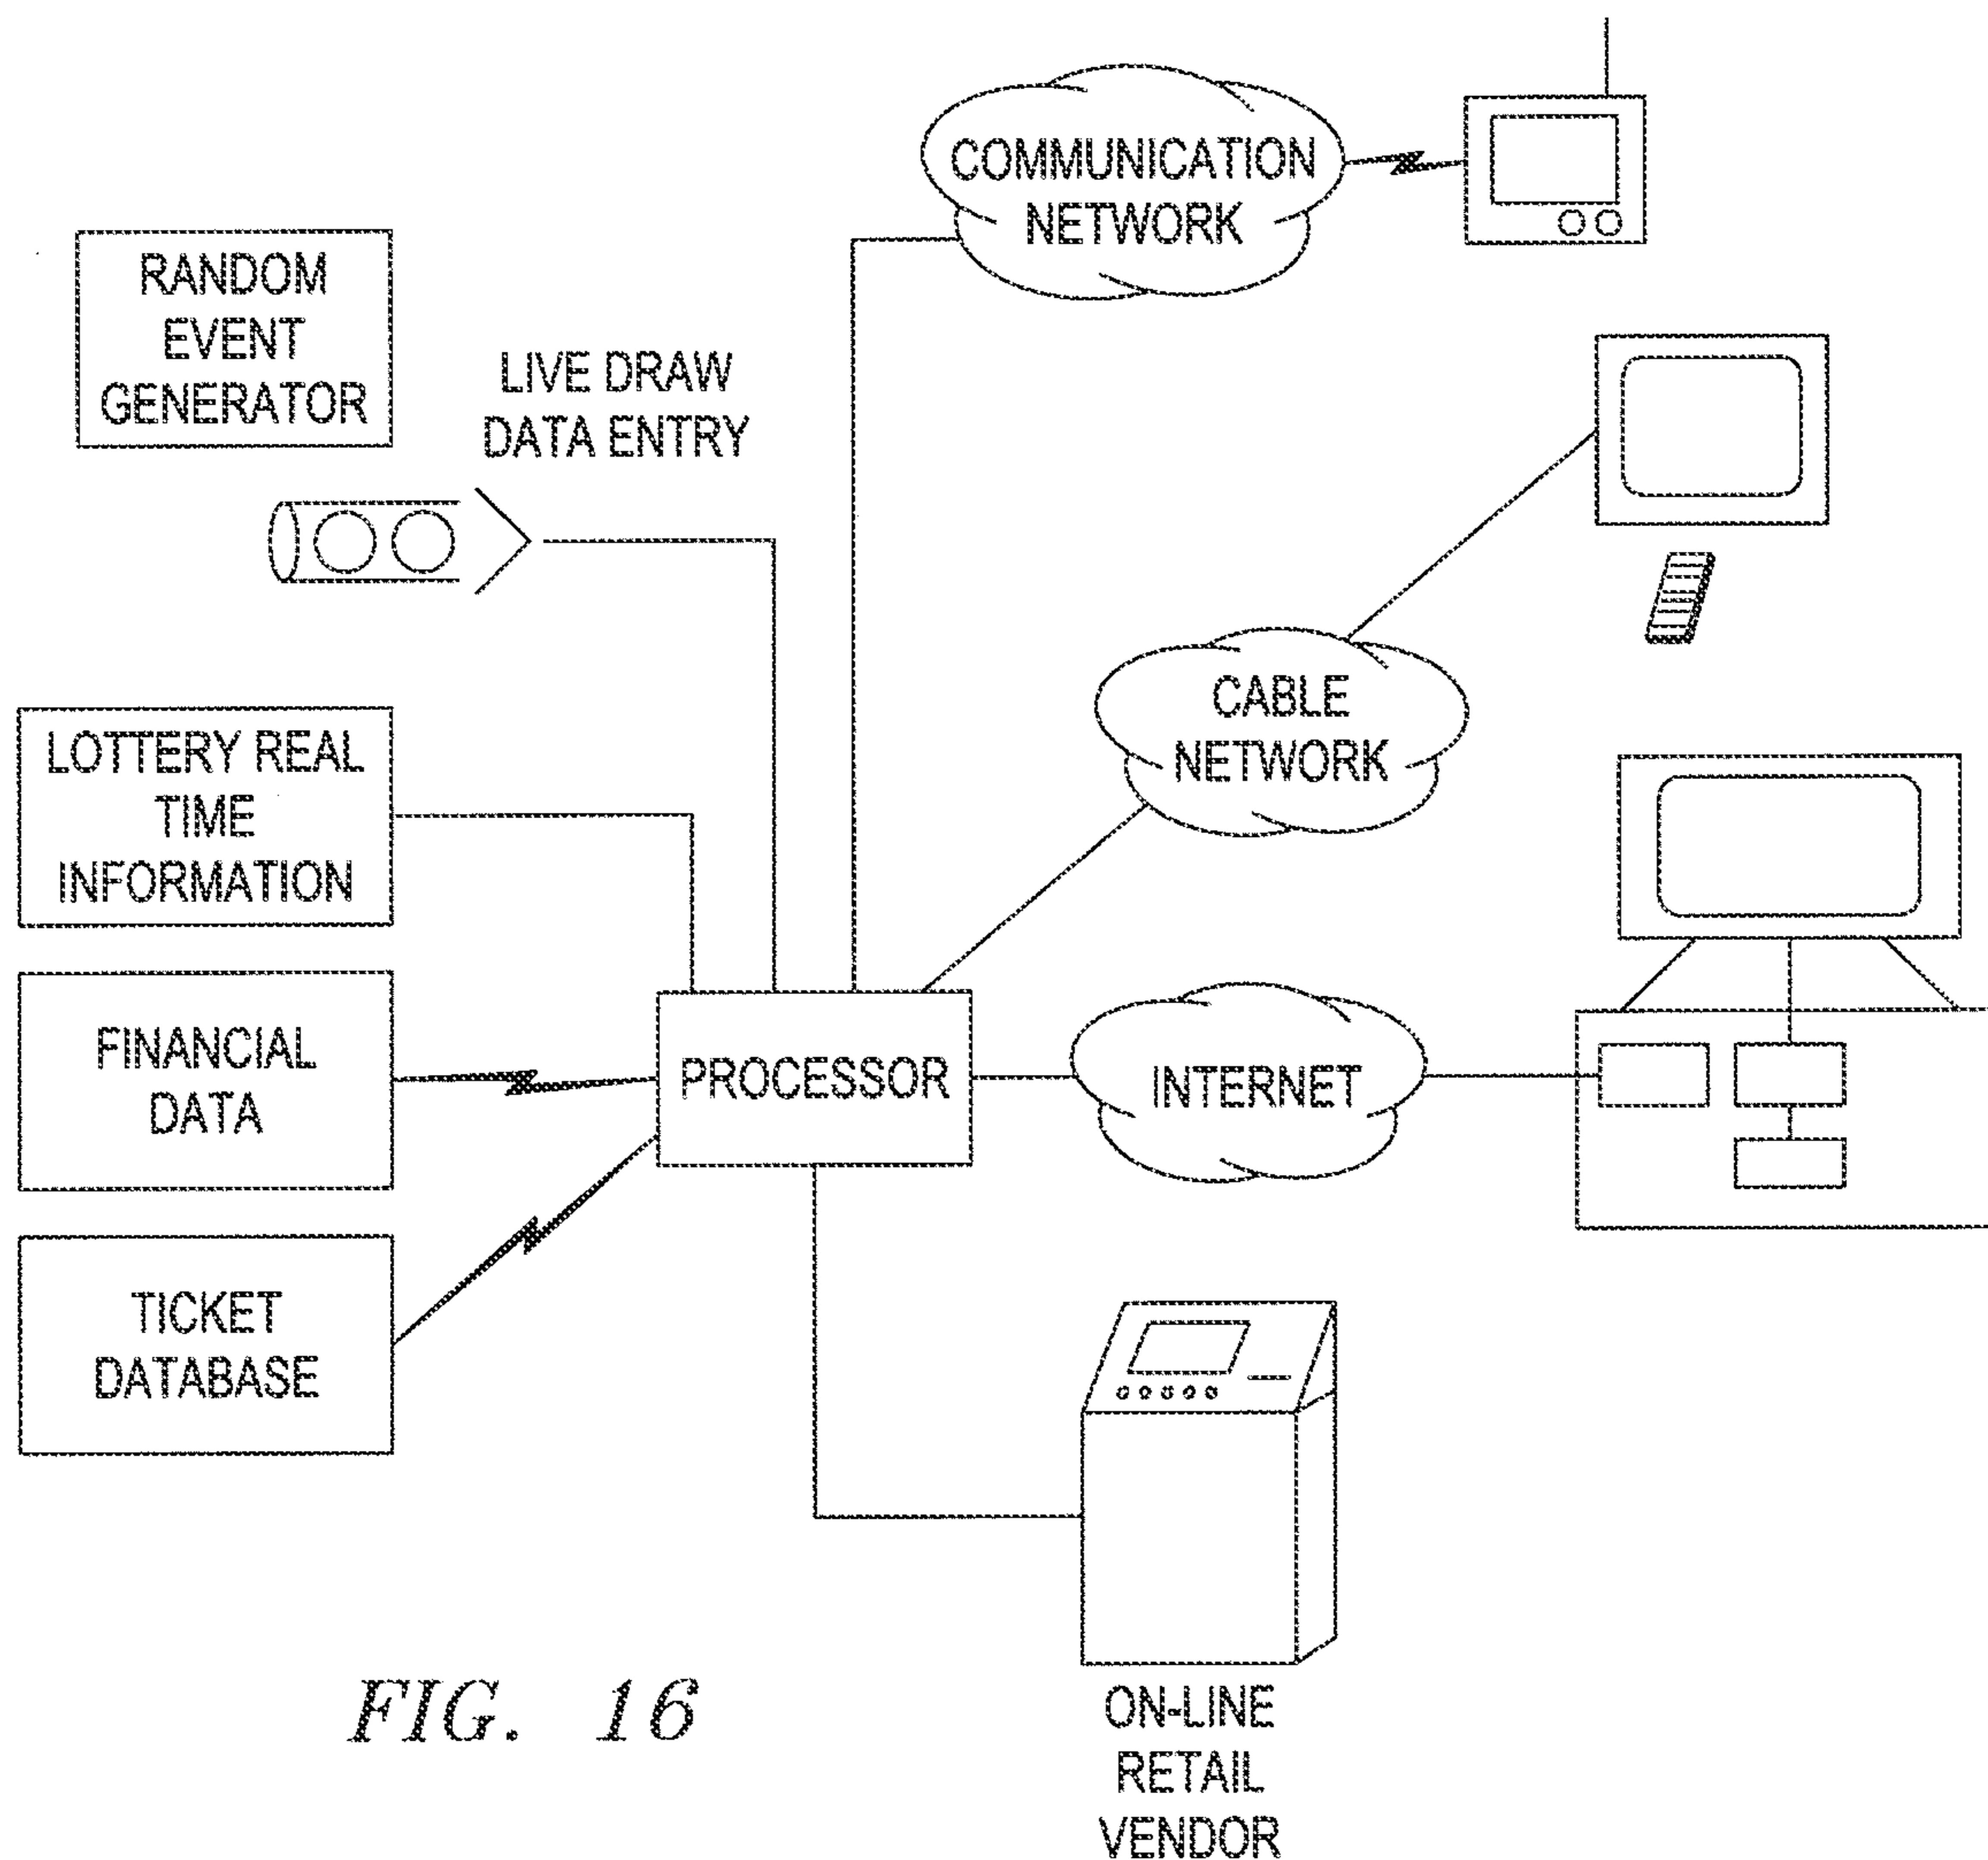 COMMUNICATION
NETWORK
RANDOM
EVENT
GENERATOR
LIVE DRAW
DATA ENTRY
CABLE
NETWORK
LOTTERY REAL
TIME
INFORMATION
FINANCIAL
DATA
PROCESSOR
INTERNET
TICKET
DATABASE
ON-LINE
RETAIL
VENDOR
FIG. 16